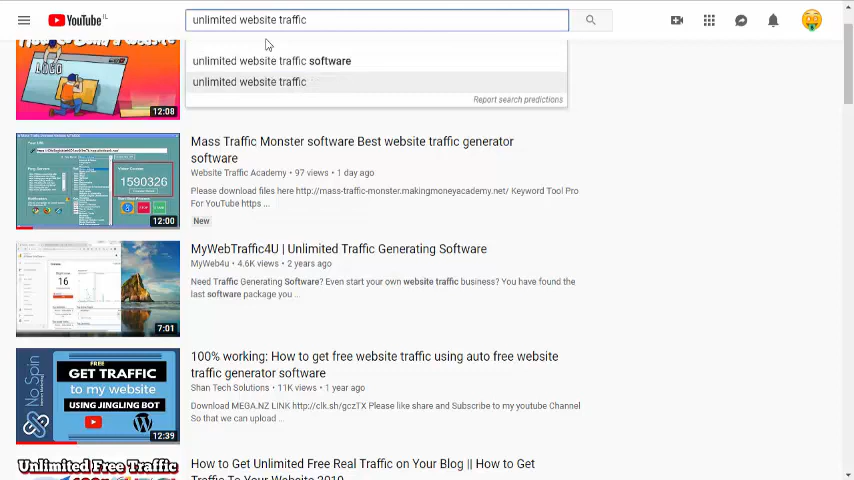 YouTube IL
unlimited website traffic
unlimited website traffic software
unlimited website traffic
Report search predictions
LOGO
12:08
Mass Traffic Monster software Best website traffic generator
software
Website Traffic Academy • 97 views • 1 day ago
Please download files here http://mass-traffic-monster.makingmoneyacademy.net/ Keyword Tool Pro
For YouTube https ...
New
1590326
12:00
MyWebTraffic4U | Unlimited Traffic Generating Software
MyWeb4u • 4.6K views • 2 years ago
Need Traffic Generating Software? Even start your own website traffic business? You have found the
last software package you ...
16
7:01
100% working: How to get free website traffic using auto free website
traffic generator software
Shan Tech Solutions • 11K views • 1 year ago
Download MEGA.NZ LINK http://clk.sh/gczTX Please like share and Subscribe to my youtube Channel
So that we can upload ...
No Spin
FREE
GET TRAFFIC
to my website
USING JINGLING BOT
12:39
Unlimited Free Traffic
How to Get Unlimited Free Real Traffic on Your Blog || How to Get
Traffic To Your Website 2019